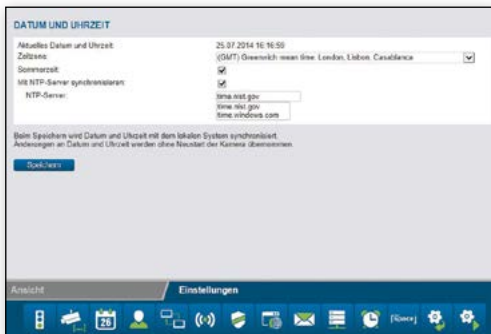 DATUM UND UHRZEIT
Aktuelles Datum und Uhrzeit: 25.07.2014 16:16:59
Zeitzone: (GMT) Greenwich mean time: London, Lisbon, Casablanca
Sommerzeit:
Mit NTP-Server synchronisieren:
NTP-Server: time.nist.gov
time.nist.gov
time.windows.com
Beim Speichern wird Datum und Uhrzeit mit dem lokalen System synchronisiert.
Änderungen an Datum und Uhrzeit werden ohne Neustart der Kamera übernommen.
Speichern
Ansicht
Einstellungen
26